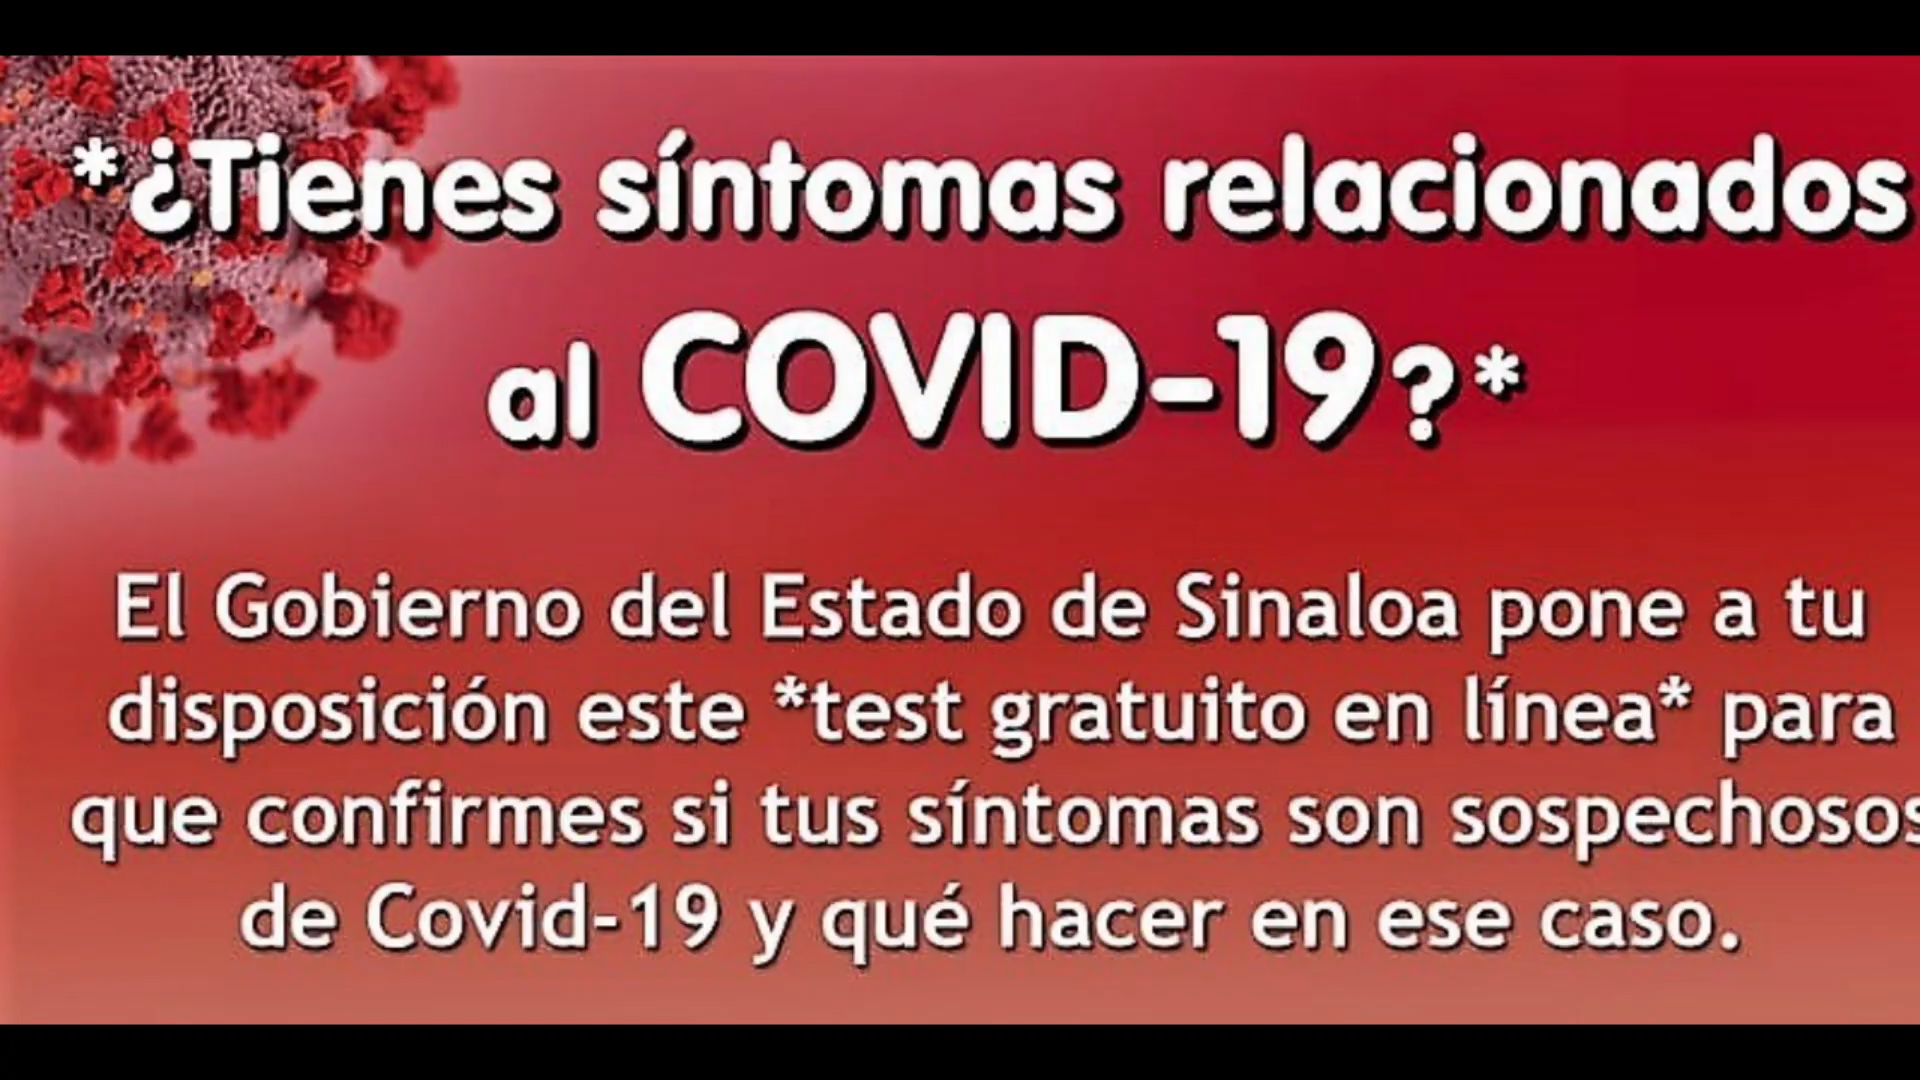 *¿Tienes síntomas relacionados
al COVID-19?*
El Gobierno del Estado de Sinaloa pone a tu
disposición este *test gratuito en línea* para
que confirmes si tus síntomas son sospechosos
de Covid-19 y qué hacer en ese caso.